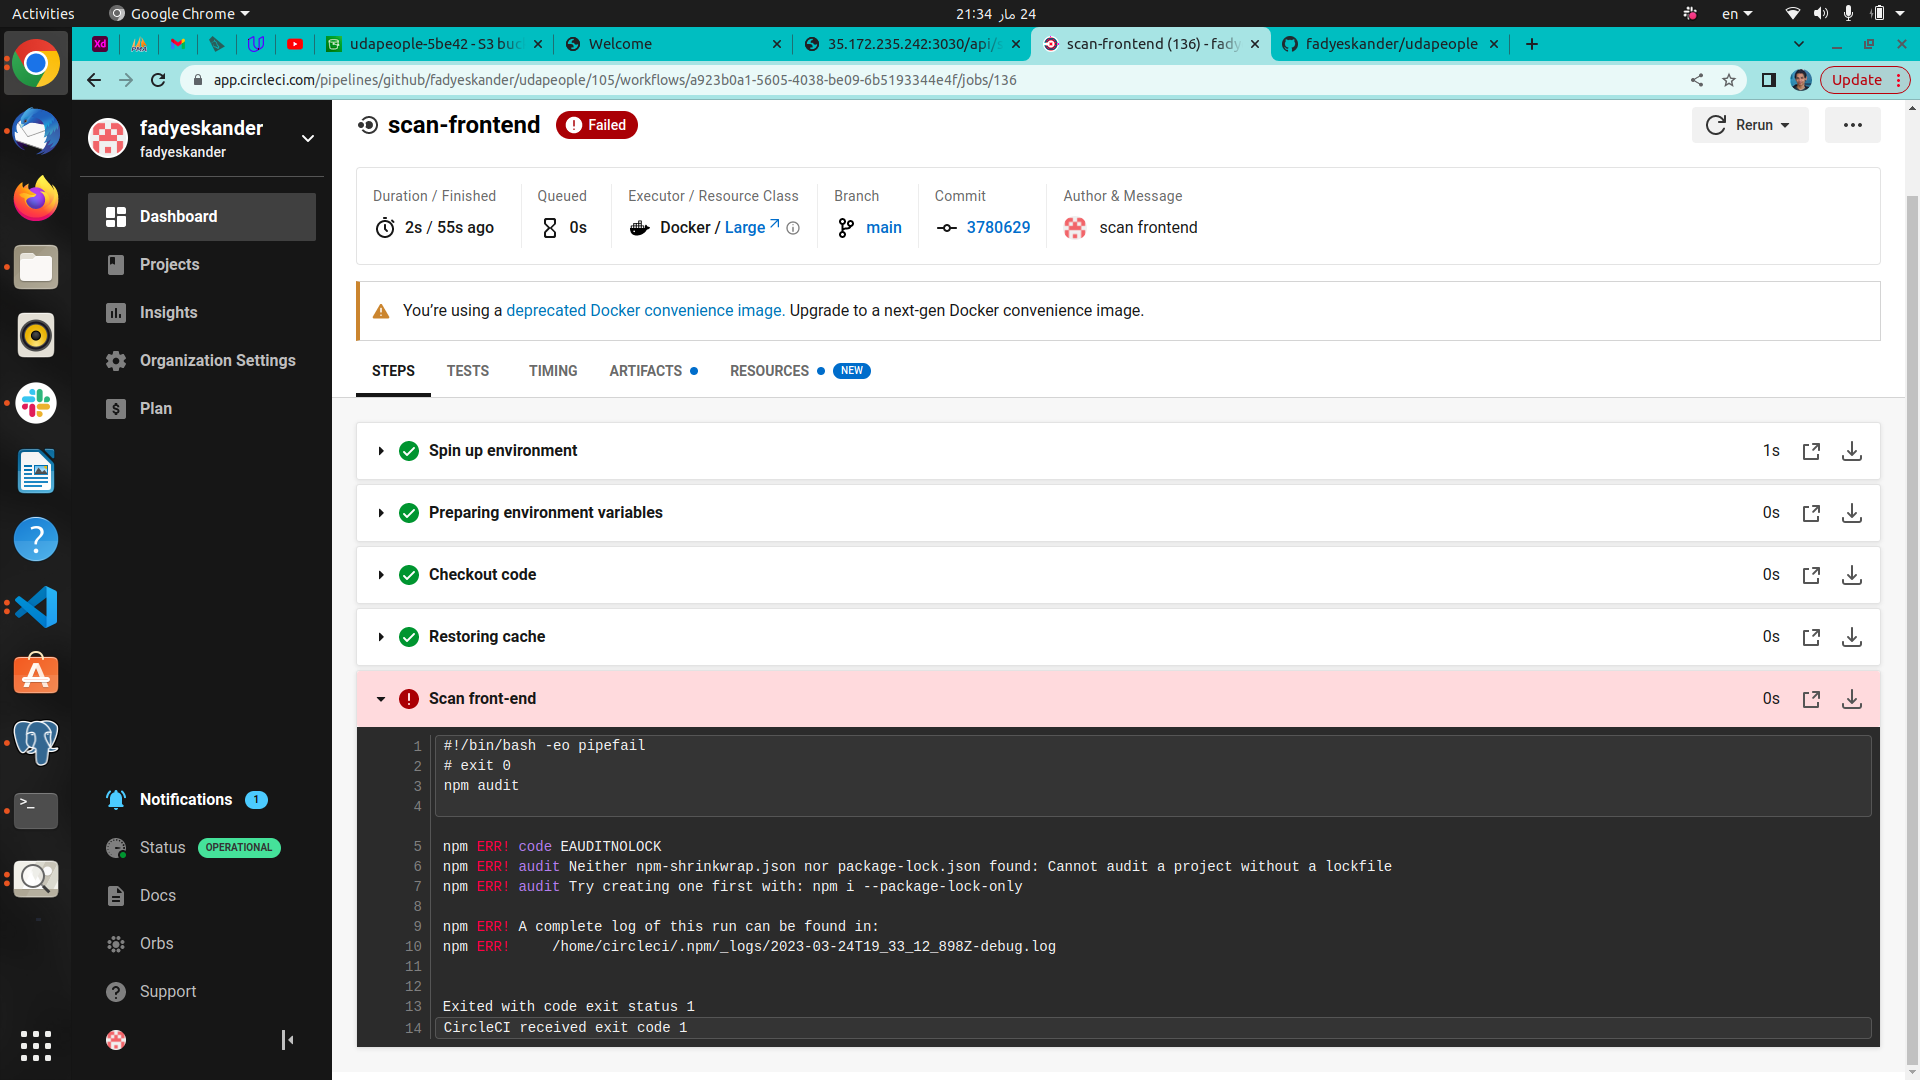 Activities
Google Chrome
21:34 24 مار
en
udapeople-5be42 - S3 buc
Welcome
35.172.235.242:3030/api/s
scan-frontend (136) - fady
fadyeskander/udapeople
app.circleci.com/pipelines/github/fadyeskander/udapeople/105/workflows/a923b0a1-5605-4038-be09-6b5193344e4f/jobs/136
Update
fadyeskander
fadyeskander
Dashboard
Projects
Insights
Organization Settings
Plan
Notifications 1
Status OPERATIONAL
Docs
Orbs
Support
scan-frontend
Failed
Rerun
Duration / Finished
2s / 55s ago
Queued
0s
Executor / Resource Class
Docker / Large
Branch
main
Commit
3780629
Author & Message
scan frontend
You're using a deprecated Docker convenience image. Upgrade to a next-gen Docker convenience image.
STEPS
TESTS
TIMING
ARTIFACTS
RESOURCES
NEW
Spin up environment 1s
Preparing environment variables 0s
Checkout code 0s
Restoring cache 0s
Scan front-end 0s
1 #!/bin/bash -eo pipefail
2 # exit 0
3 npm audit
4
5 npm ERR! code EAUDITNOLOCK
6 npm ERR! audit Neither npm-shrinkwrap.json nor package-lock.json found: Cannot audit a project without a lockfile
7 npm ERR! audit Try creating one first with: npm i --package-lock-only
8
9 npm ERR! A complete log of this run can be found in:
10 npm ERR!     /home/circleci/.npm/_logs/2023-03-24T19_33_12_898Z-debug.log
11
12
13 Exited with code exit status 1
14 CircleCI received exit code 1